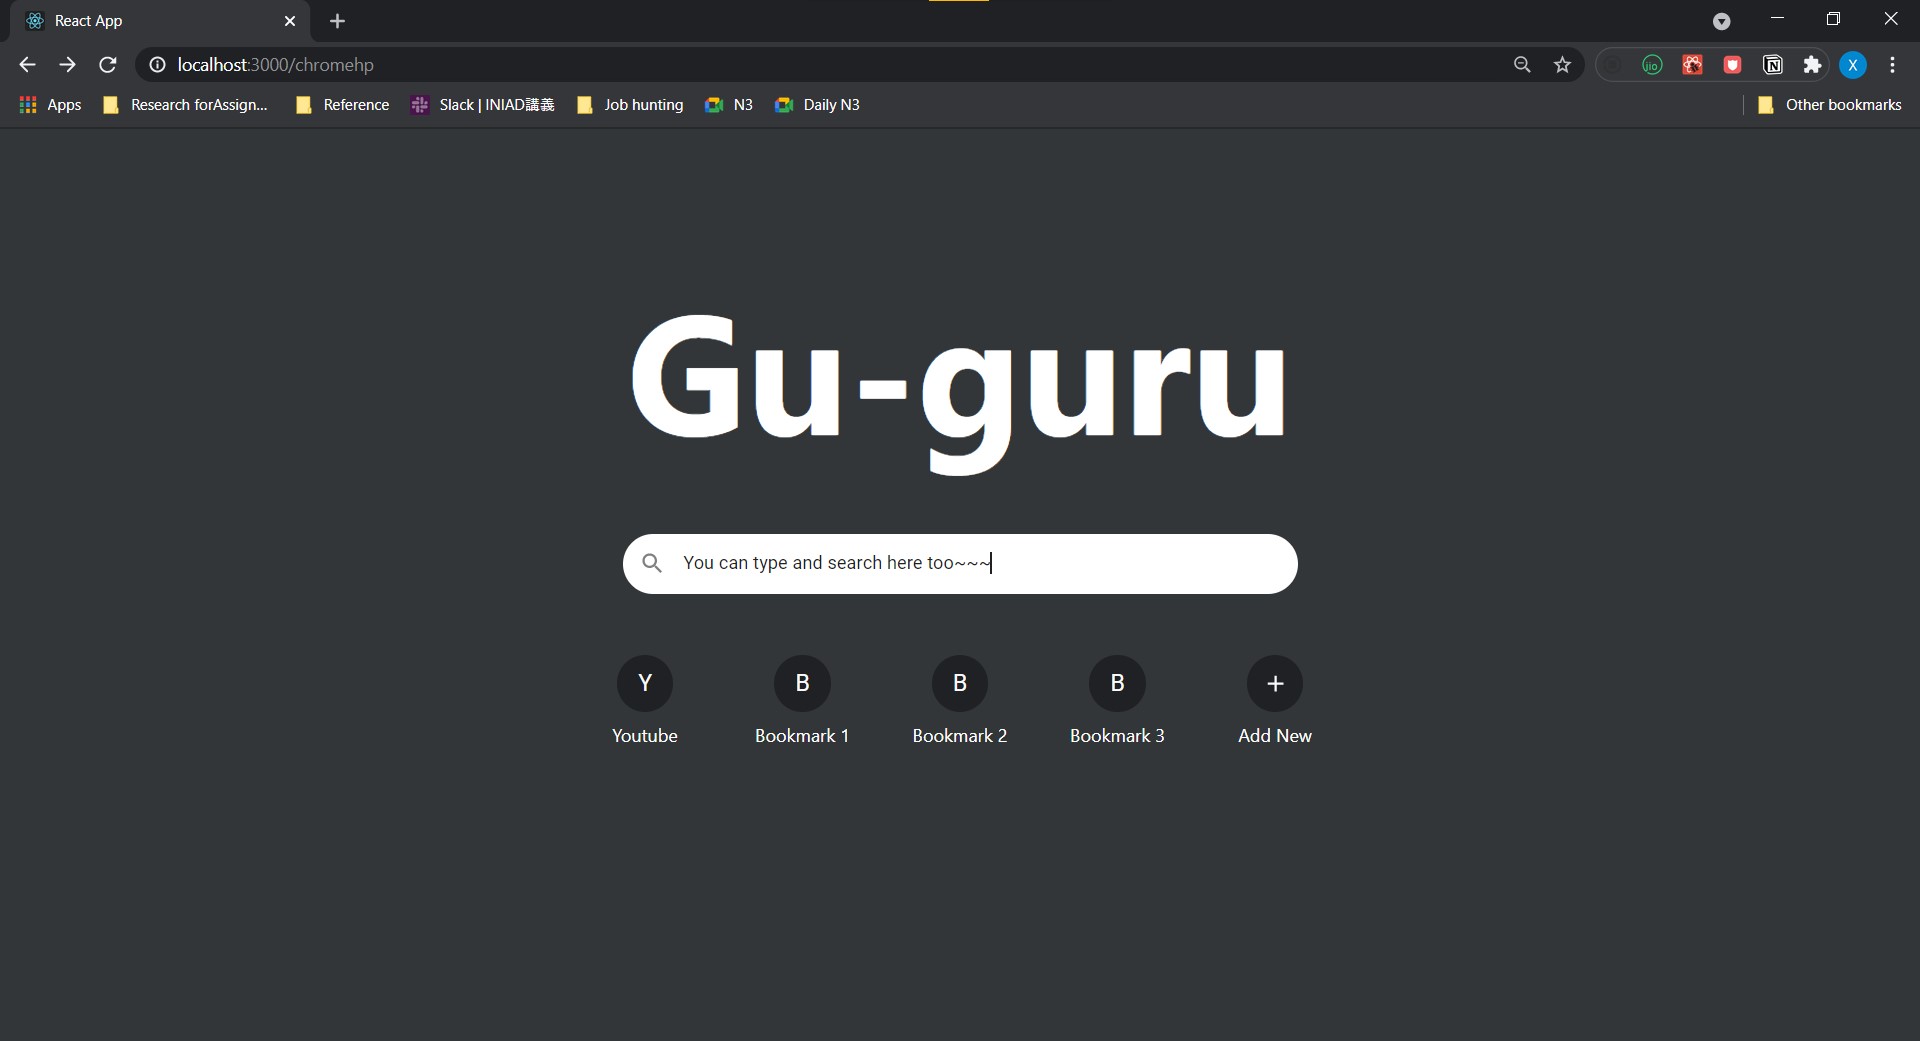 React App
localhost:3000/chromehp
jio
N
X
Apps
Research forAssign...
Reference
Slack | INIAD講義
Job hunting
N3
Daily N3
Other bookmarks
Gu-guru
You can type and search here too~~~
Y
B
B
B
+
Youtube
Bookmark 1
Bookmark 2
Bookmark 3
Add New